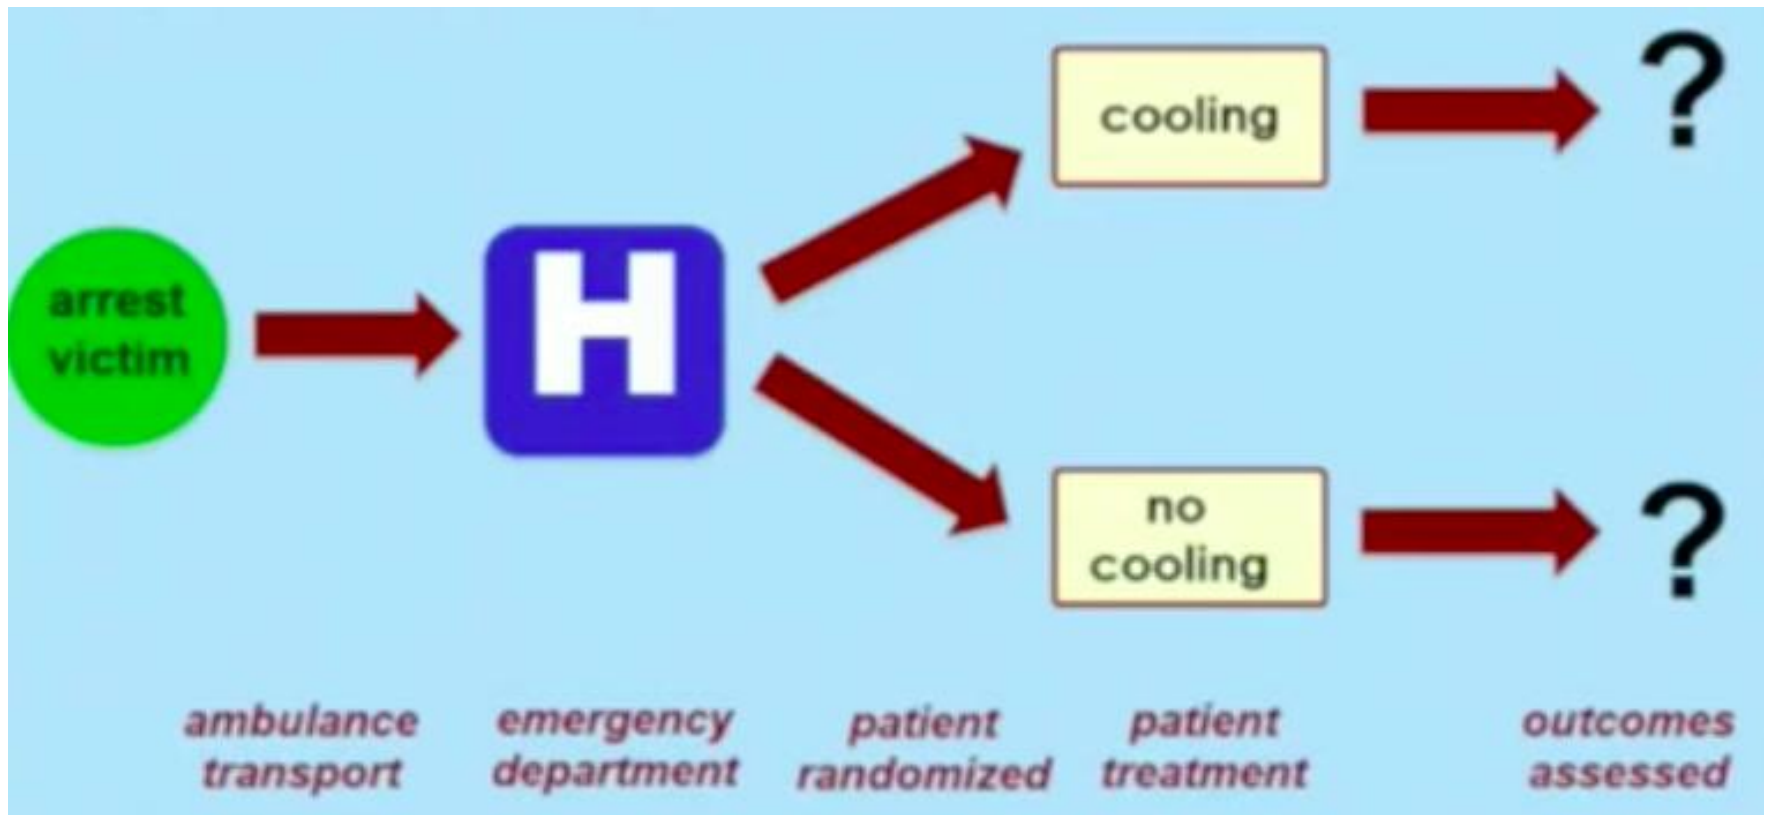 arrest
victim
H
cooling
?
no
cooling
?
ambulance
transport
emergency
department
patient
randomized
patient
treatment
outcomes
assessed